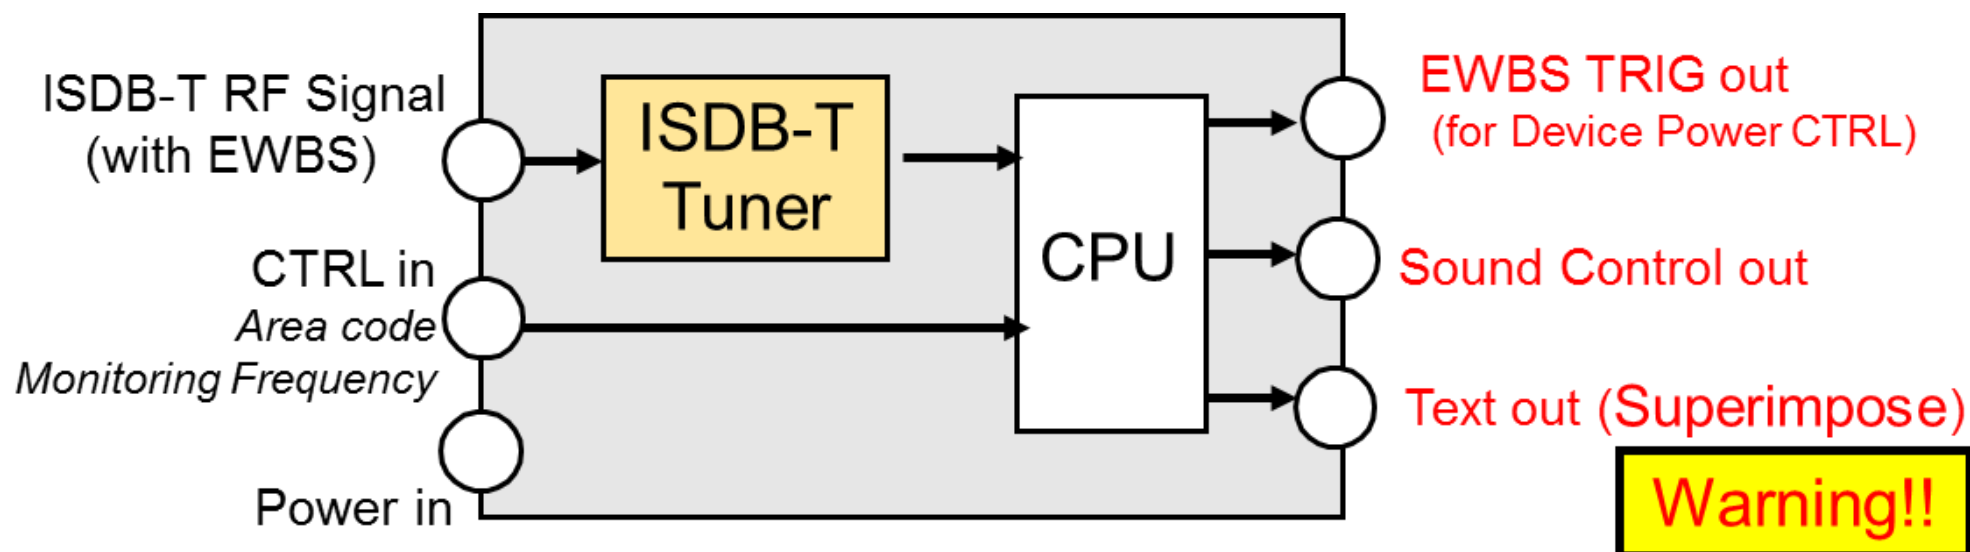 ISDB-T RF Signal
(with EWBS)
CTRL in
Area code
Monitoring Frequency
Power in
ISDB-T
Tuner
CPU
EWBS TRIG out
(for Device Power CTRL)
Sound Control out
Text out (Superimpose)
Warning!!